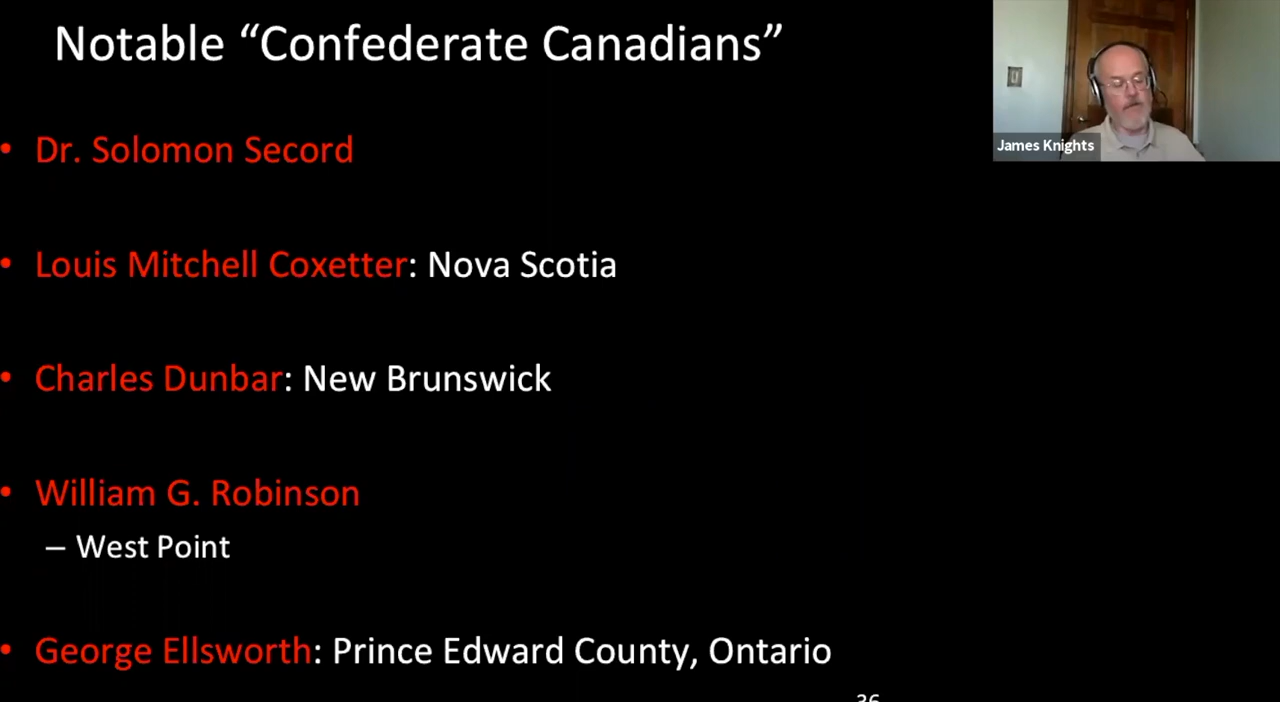 Notable “Confederate Canadians”
James Knights
• Dr. Solomon Secord
• Louis Mitchell Coxetter: Nova Scotia
• Charles Dunbar: New Brunswick
• William G. Robinson
– West Point
• George Ellsworth: Prince Edward County, Ontario
36